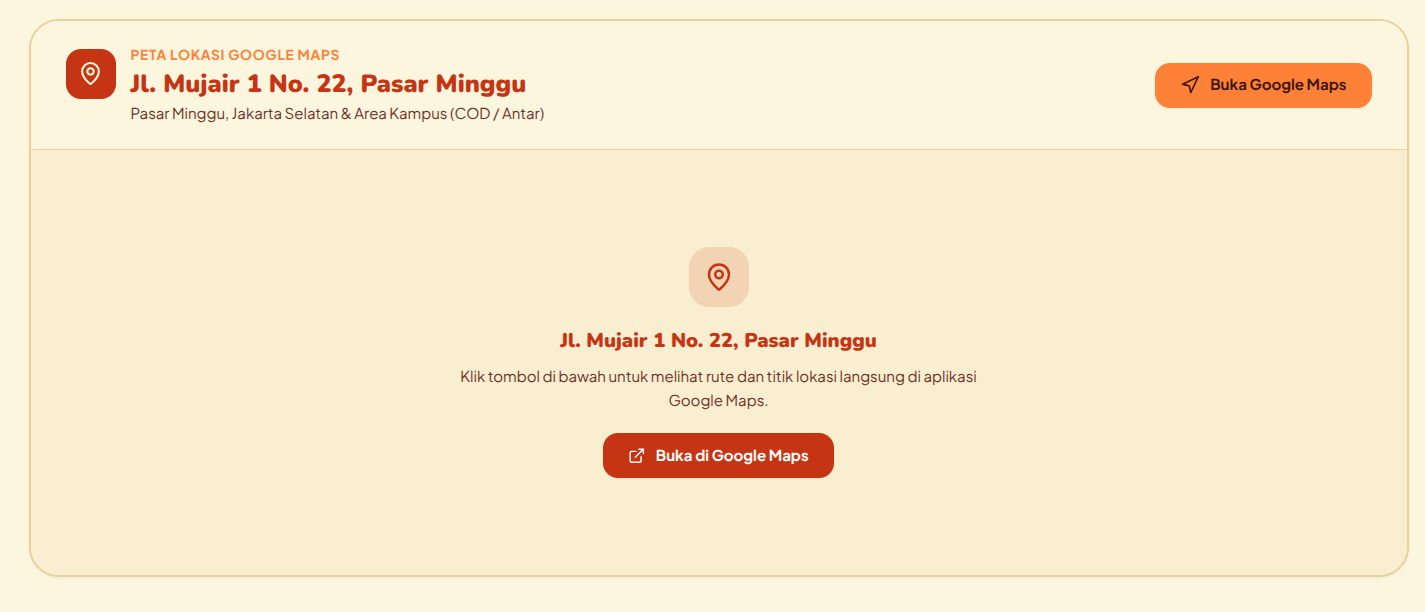 PETA LOKASI GOOGLE MAPS
Jl. Mujair 1 No. 22, Pasar Minggu
Pasar Minggu, Jakarta Selatan & Area Kampus (COD / Antar)
Buka Google Maps
Jl. Mujair 1 No. 22, Pasar Minggu
Klik tombol di bawah untuk melihat rute dan titik lokasi langsung di aplikasi
Google Maps.
Buka di Google Maps